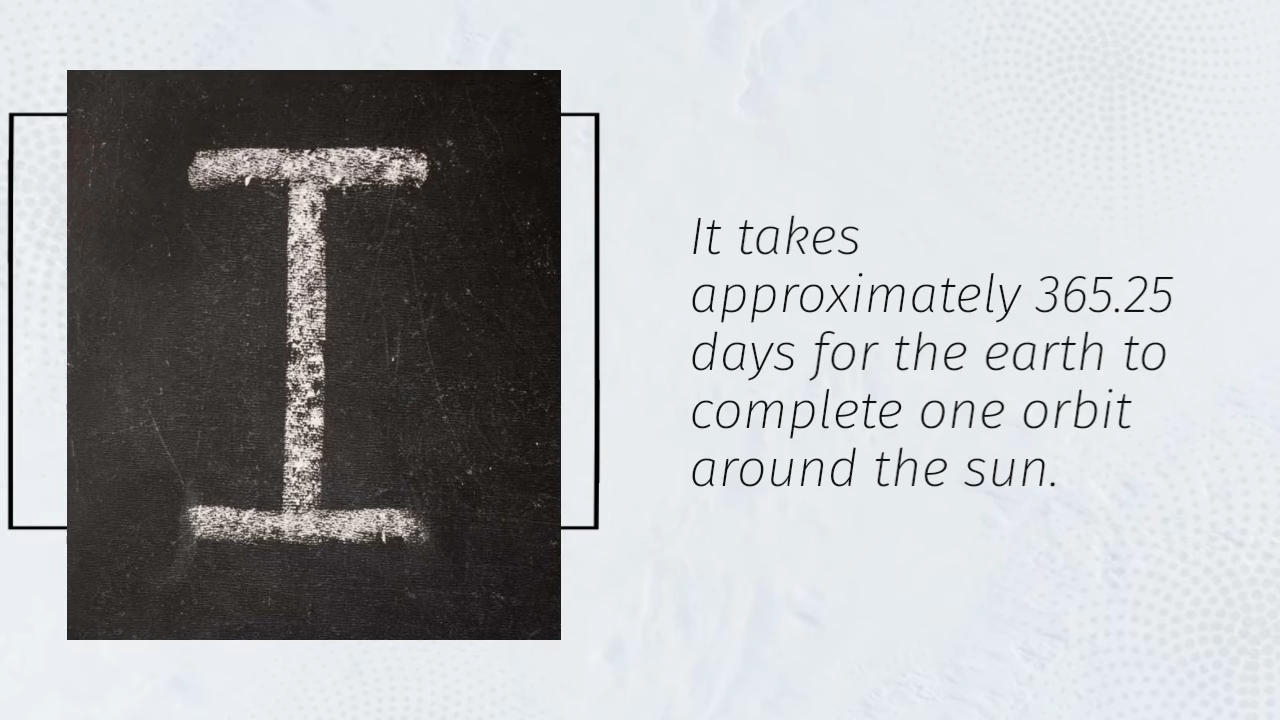 I
It takes
approximately 365.25
days for the earth to
complete one orbit
around the sun.